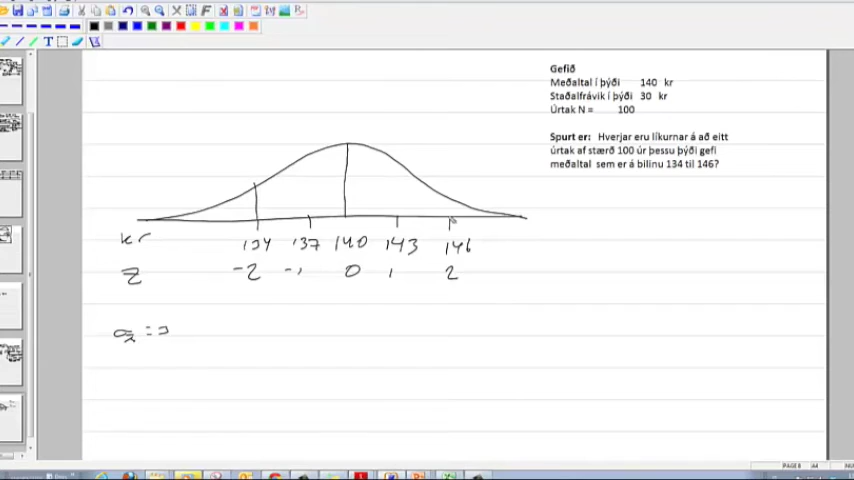 Gefið
Meðaltal í þýði 140 kr
Staðalfrávik í þýði 30 kr
Úrtak N = 100
Spurt er: Hverjar eru líkurnar á að eitt
úrtak af stærð 100 úr þessu þýði gefi
meðaltal sem er á bilinu 134 til 146?
kr 134 137 140 143 146
Z -2 -1 0 1 2
σx̄ = 3